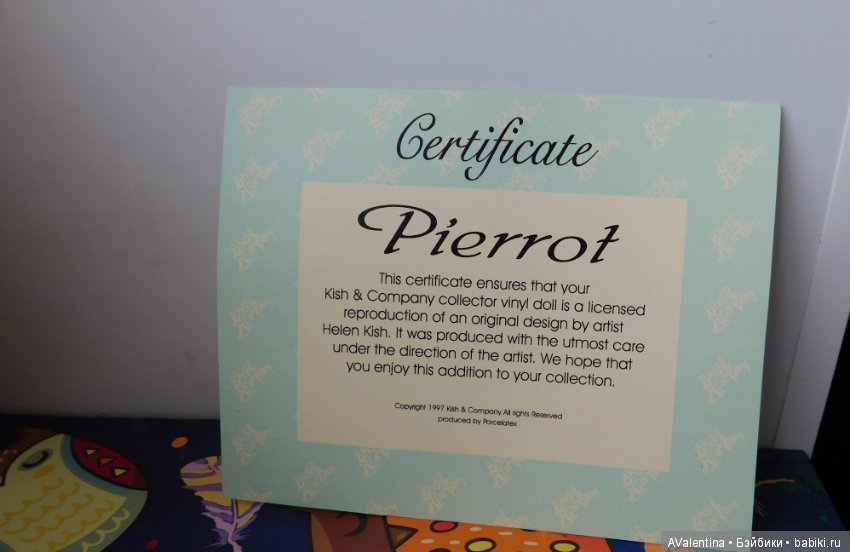 Certificate
Pierrot
This certificate ensures that your
Kish & Company collector vinyl doll is a licensed
reproduction of an original design by artist
Helen Kish. It was produced with the utmost care
under the direction of the artist. We hope that
you enjoy this addition to your collection.
Copyright 1997 Kish & Company All rights Reserved
produced by Porcelatex
AValentina • Бэйбики • babiki.ru